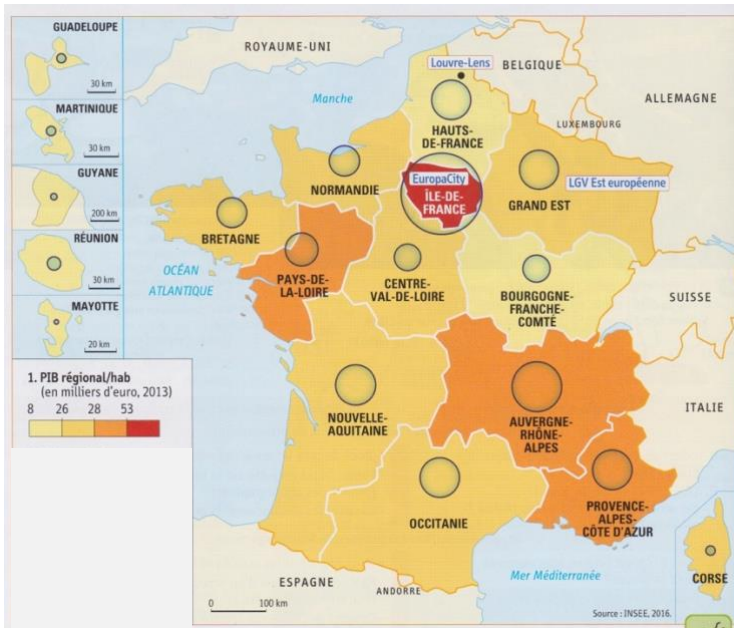 GUADELOUPE
30 km
MARTINIQUE
30 km
GUYANE
200 km
RÉUNION
30 km
MAYOTTE
20 km
ROYAUME-UNI
Manche
Louvre-Lens
BELGIQUE
ALLEMAGNE
LUXEMBOURG
HAUTS-
DE-FRANCE
NORMANDIE
EuropaCity
ÎLE-DE-
FRANCE
LGV Est européenne
GRAND EST
BRETAGNE
OCÉAN
ATLANTIQUE
PAYS-DE-
LA-LOIRE
CENTRE-
VAL-DE-LOIRE
BOURGOGNE-
FRANCHE-
COMTÉ
SUISSE
1. PIB régional/hab
(en milliers d'euro, 2013)
8 26 28 53
NOUVELLE-
AQUITAINE
AUVERGNE-
RHÔNE-
ALPES
ITALIE
OCCITANIE
PROVENCE-
ALPES-
CÔTE D'AZUR
ESPAGNE
ANDORRE
Mer Méditerranée
CORSE
0 100 km
Source : INSEE, 2016.